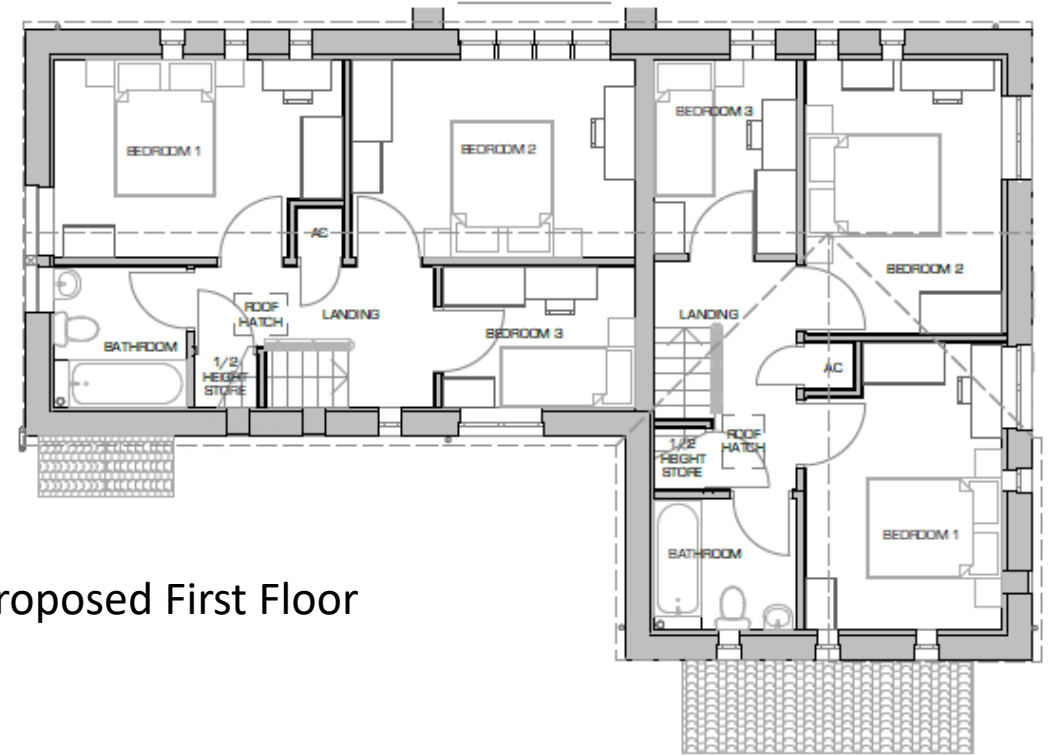 BEDROOM 1
BEDROOM 2
BEDROOM 3
AC
BEDROOM 2
ROOF
HATCH
LANDING
LANDING
BEDROOM 3
BATHROOM
1/2
HEIGHT
STORE
AC
1/2
HEIGHT
STORE
ROOF
HATCH
BEDROOM 1
BATHROOM
roposed First Floor